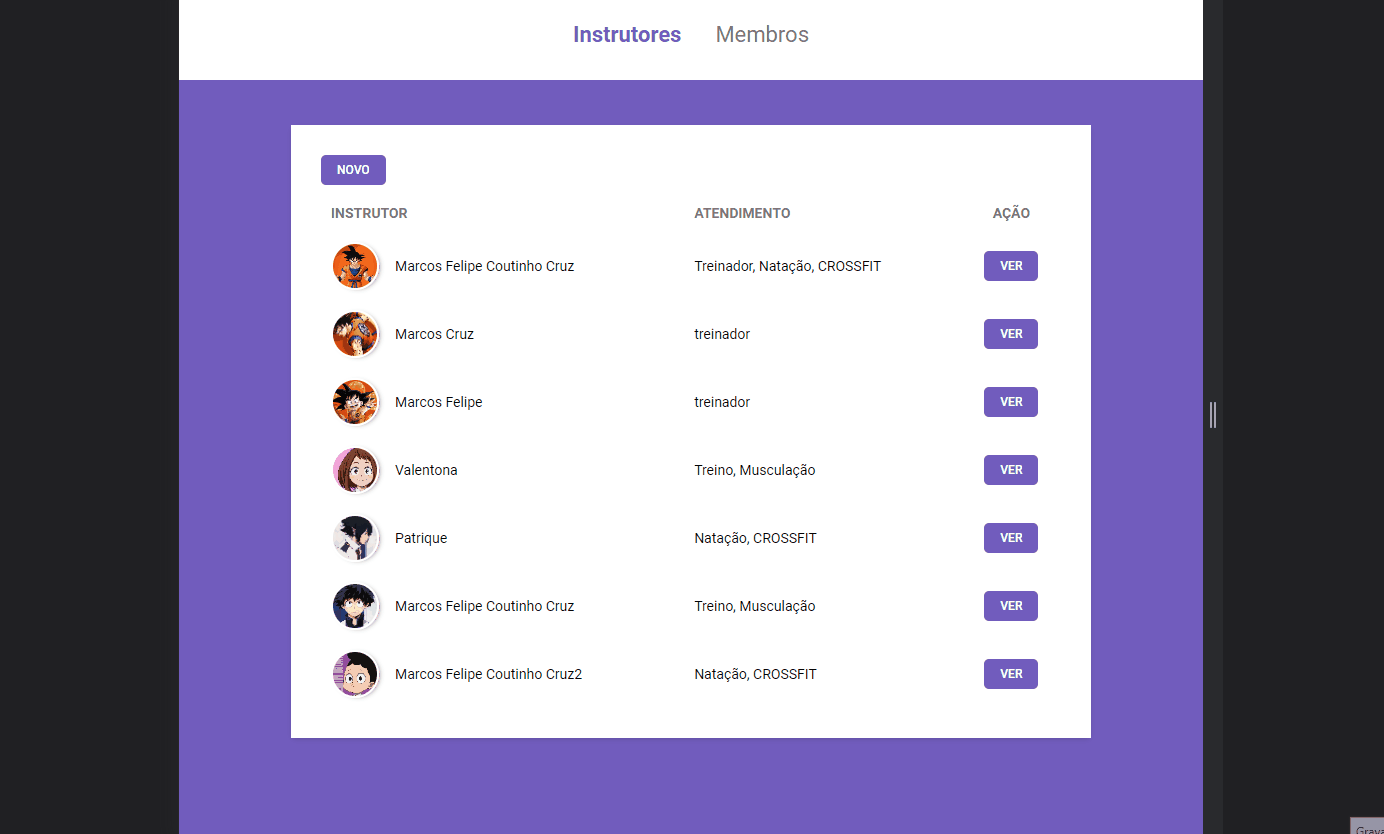 Instrutores Membros
NOVO
INSTRUTOR ATENDIMENTO AÇÃO
Marcos Felipe Coutinho Cruz Treinador, Natação, CROSSFIT VER
Marcos Cruz treinador VER
Marcos Felipe treinador VER
Valentona Treino, Musculação VER
Patrique Natação, CROSSFIT VER
Marcos Felipe Coutinho Cruz Treino, Musculação VER
Marcos Felipe Coutinho Cruz2 Natação, CROSSFIT VER